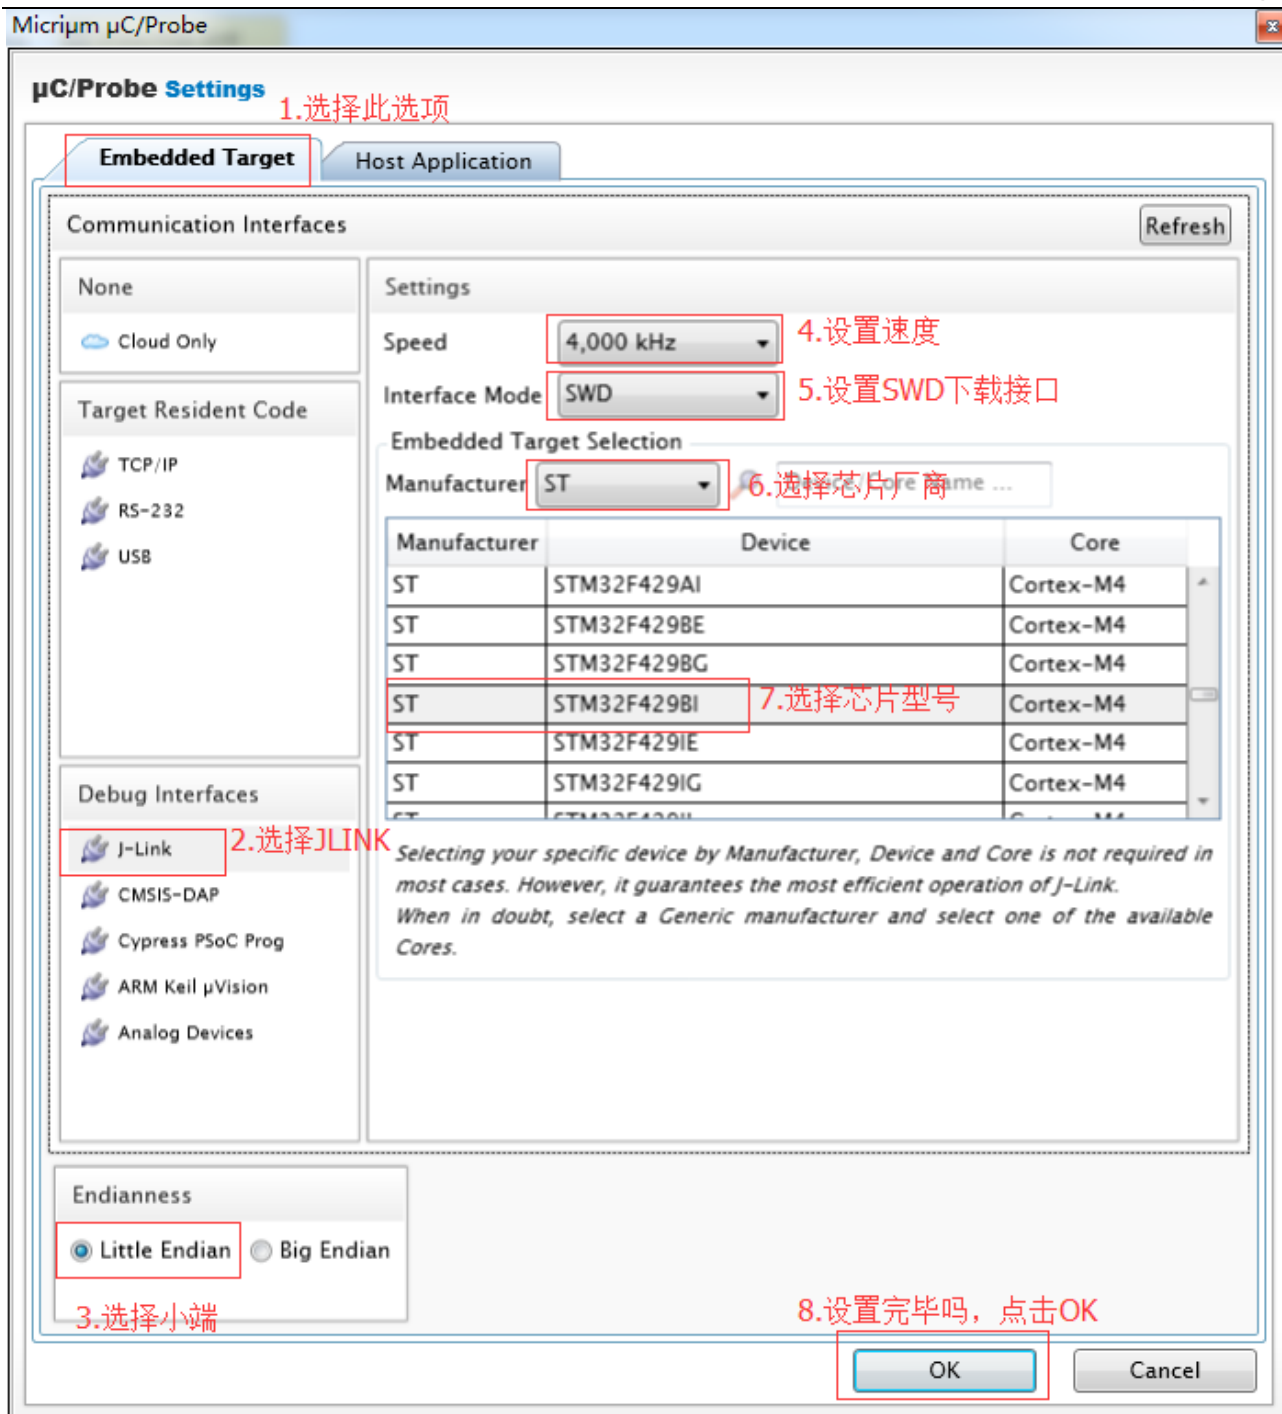 Micriµm µC/Probe
µC/Probe Settings
1.选择此选项
Embedded Target
Host Application
Communication Interfaces
Refresh
None
Cloud Only
Target Resident Code
TCP/IP
RS-232
USB
Debug Interfaces
J-Link
2.选择JLINK
CMSIS-DAP
Cypress PSoC Prog
ARM Keil µVision
Analog Devices
Settings
Speed
4,000 kHz
4.设置速度
Interface Mode
SWD
5.设置SWD下载接口
Embedded Target Selection
Manufacturer
ST
Device/Core Name ...
6.选择芯片厂商
Manufacturer Device Core
ST STM32F429AI Cortex-M4
ST STM32F429BE Cortex-M4
ST STM32F429BG Cortex-M4
ST STM32F429BI Cortex-M4
7.选择芯片型号
ST STM32F429IE Cortex-M4
ST STM32F429IG Cortex-M4
Selecting your specific device by Manufacturer, Device and Core is not required in
most cases. However, it guarantees the most efficient operation of J-Link.
When in doubt, select a Generic manufacturer and select one of the available
Cores.
Endianness
Little Endian
Big Endian
3.选择小端
8.设置完毕吗，点击OK
OK
Cancel